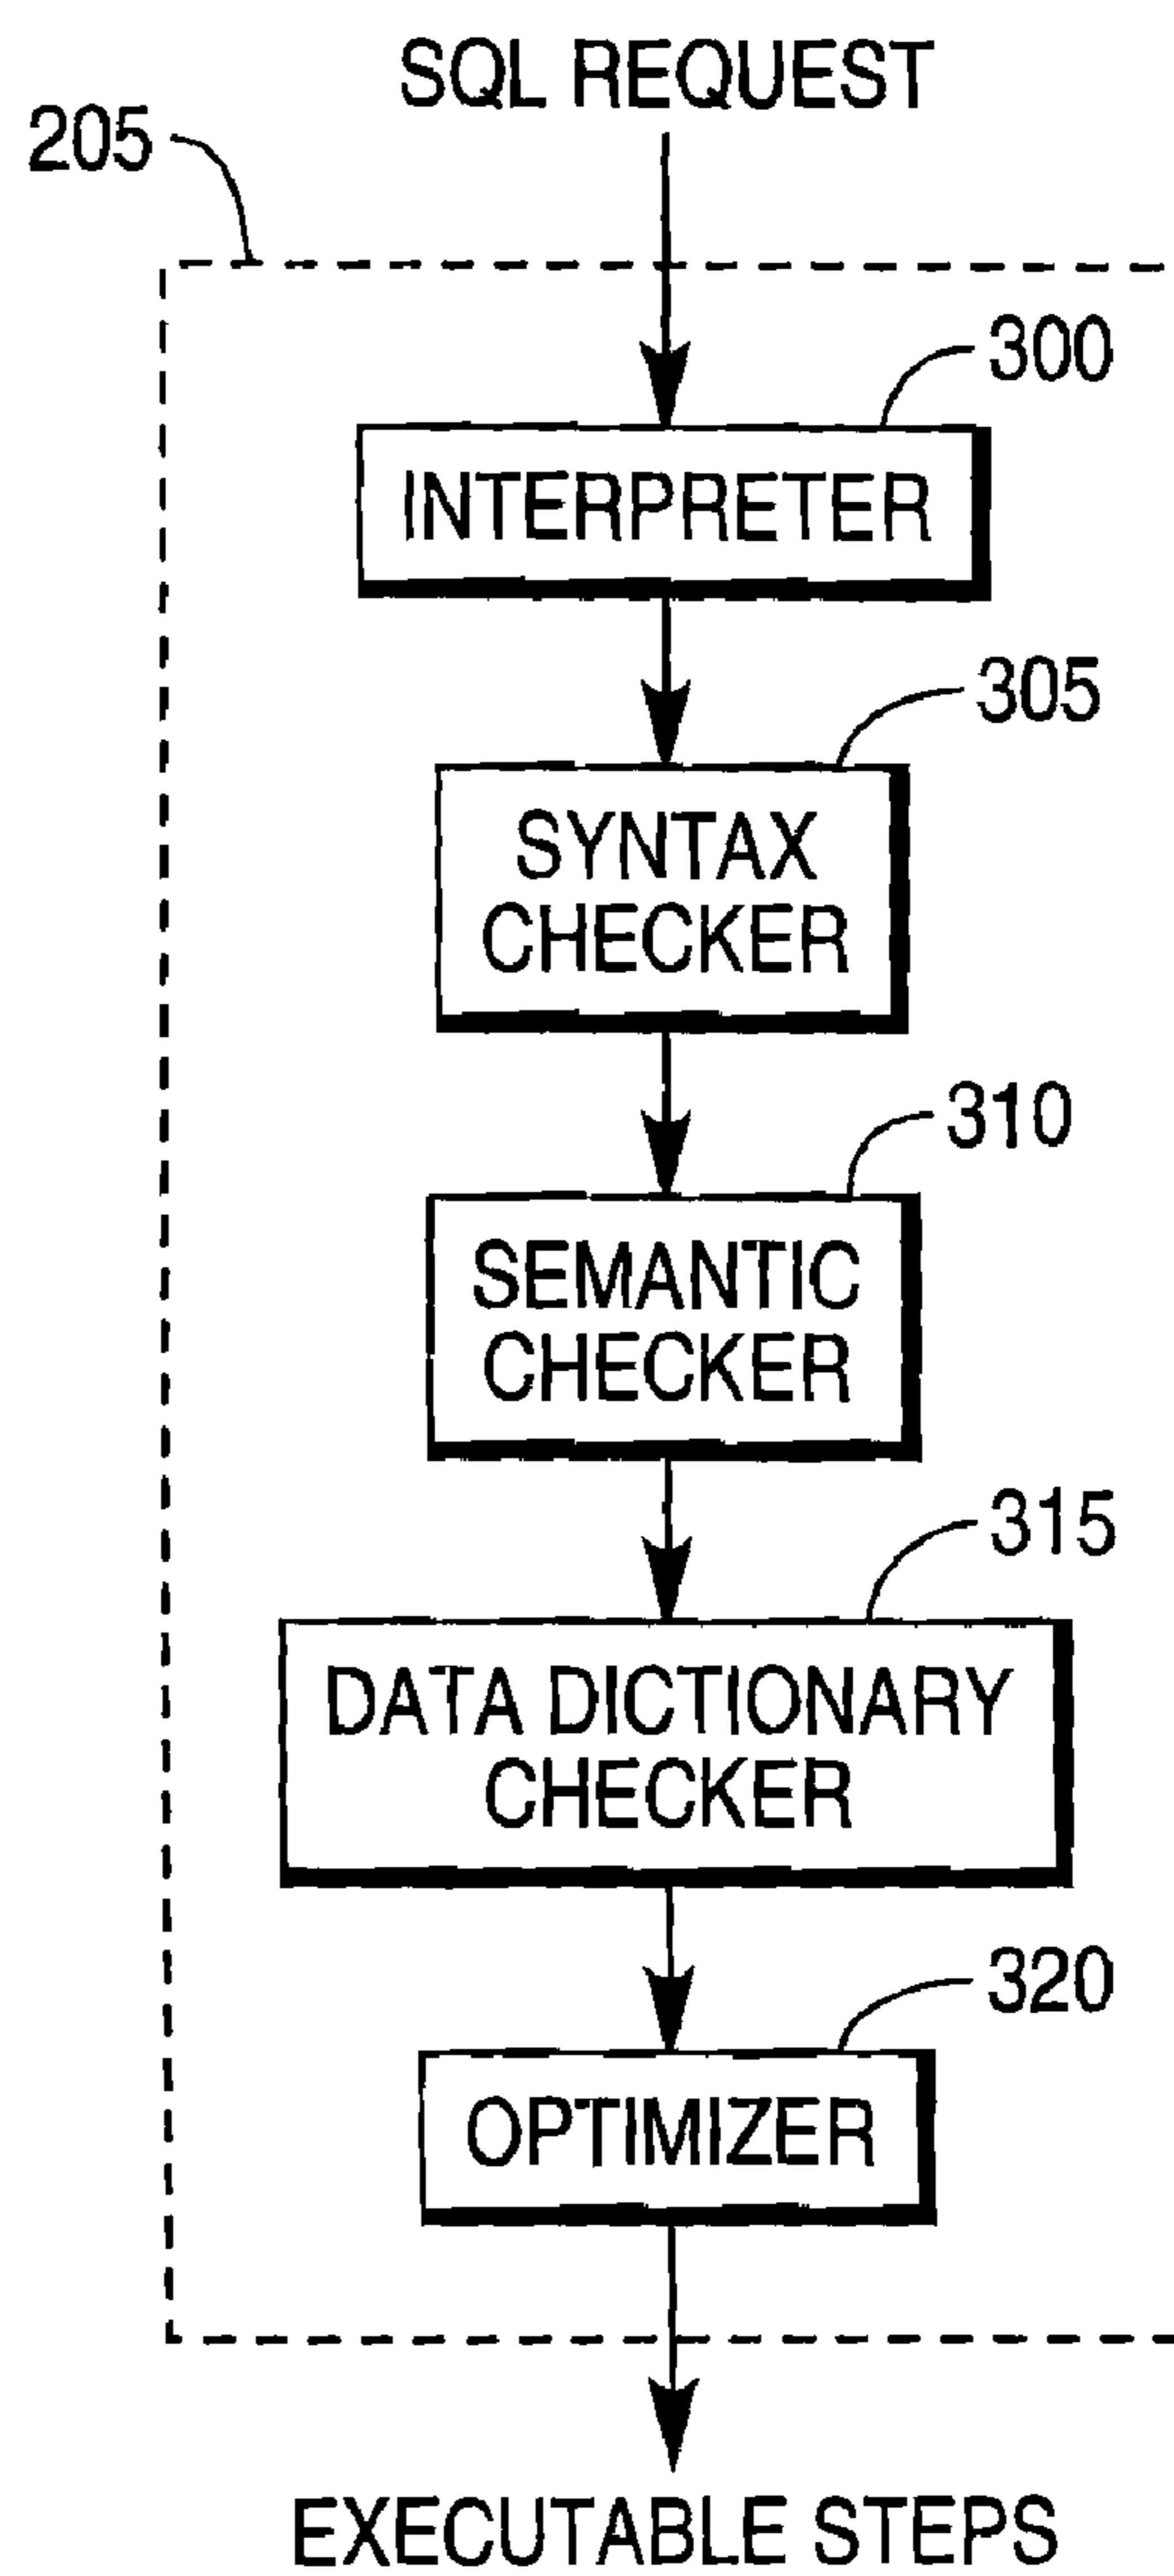 SQL REQUEST
205
300
INTERPRETER
305
SYNTAX
CHECKER
310
SEMANTIC
CHECKER
315
DATA DICTIONARY
CHECKER
320
OPTIMIZER
EXECUTABLE STEPS